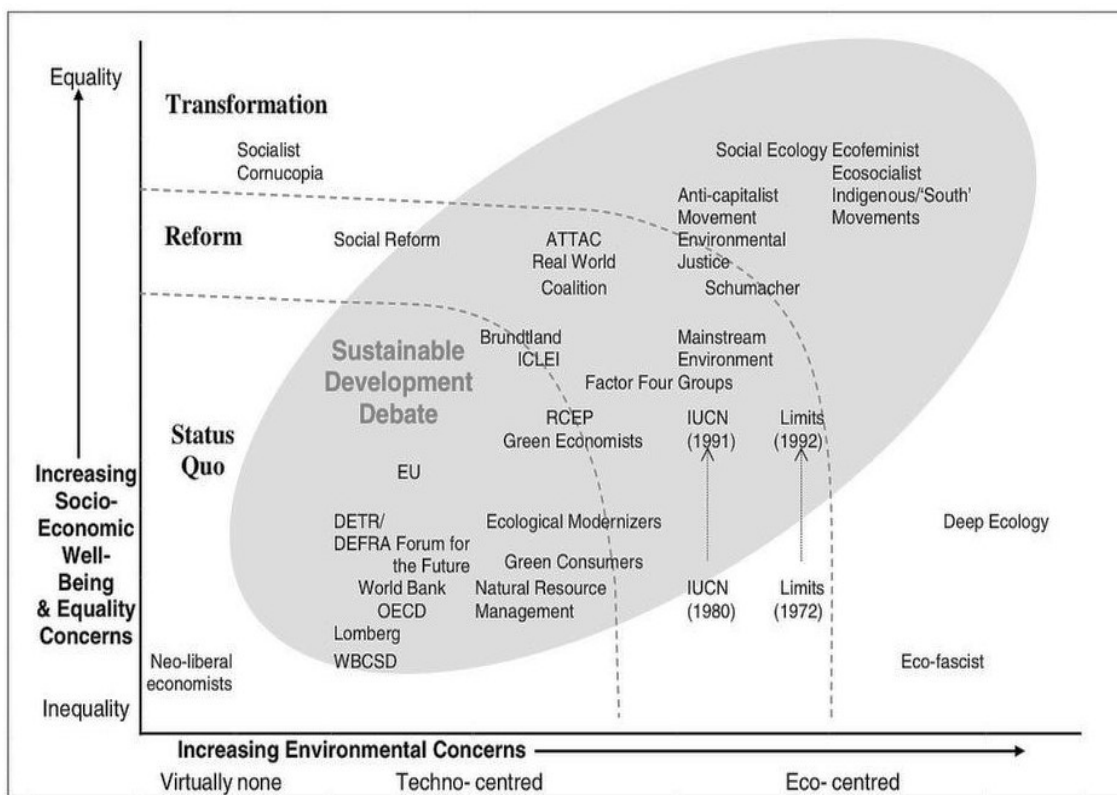 Equality
Transformation
Socialist
Cornucopia
Social Ecology Ecofeminist
Ecosocialist
Indigenous/'South'
Movements
Anti-capitalist
Movement
Environmental
Justice
Reform
Social Reform
ATTAC
Real World
Coalition
Schumacher
Sustainable
Development
Debate
Brundtland
ICLEI
Mainstream
Environment
Factor Four Groups
Status
Quo
RCEP
Green Economists
IUCN
(1991)
Limits
(1992)
EU
Increasing
Socio-
Economic
Well-
Being
& Equality
Concerns
DETR/
DEFRA Forum for
the Future
Ecological Modernizers
Green Consumers
Deep Ecology
World Bank
OECD
Natural Resource
Management
IUCN
(1980)
Limits
(1972)
Lomberg
WBCSD
Neo-liberal
economists
Eco-fascist
Inequality
Increasing Environmental Concerns
Virtually none
Techno- centred
Eco- centred